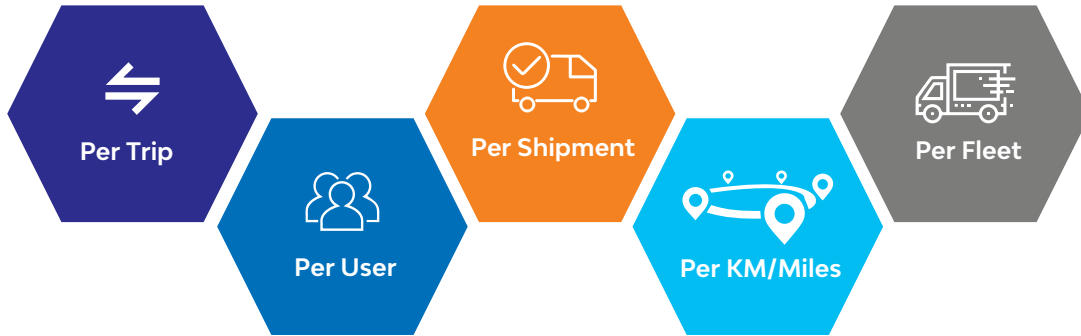 Per Trip
Per User
Per Shipment
Per KM/Miles
Per Fleet